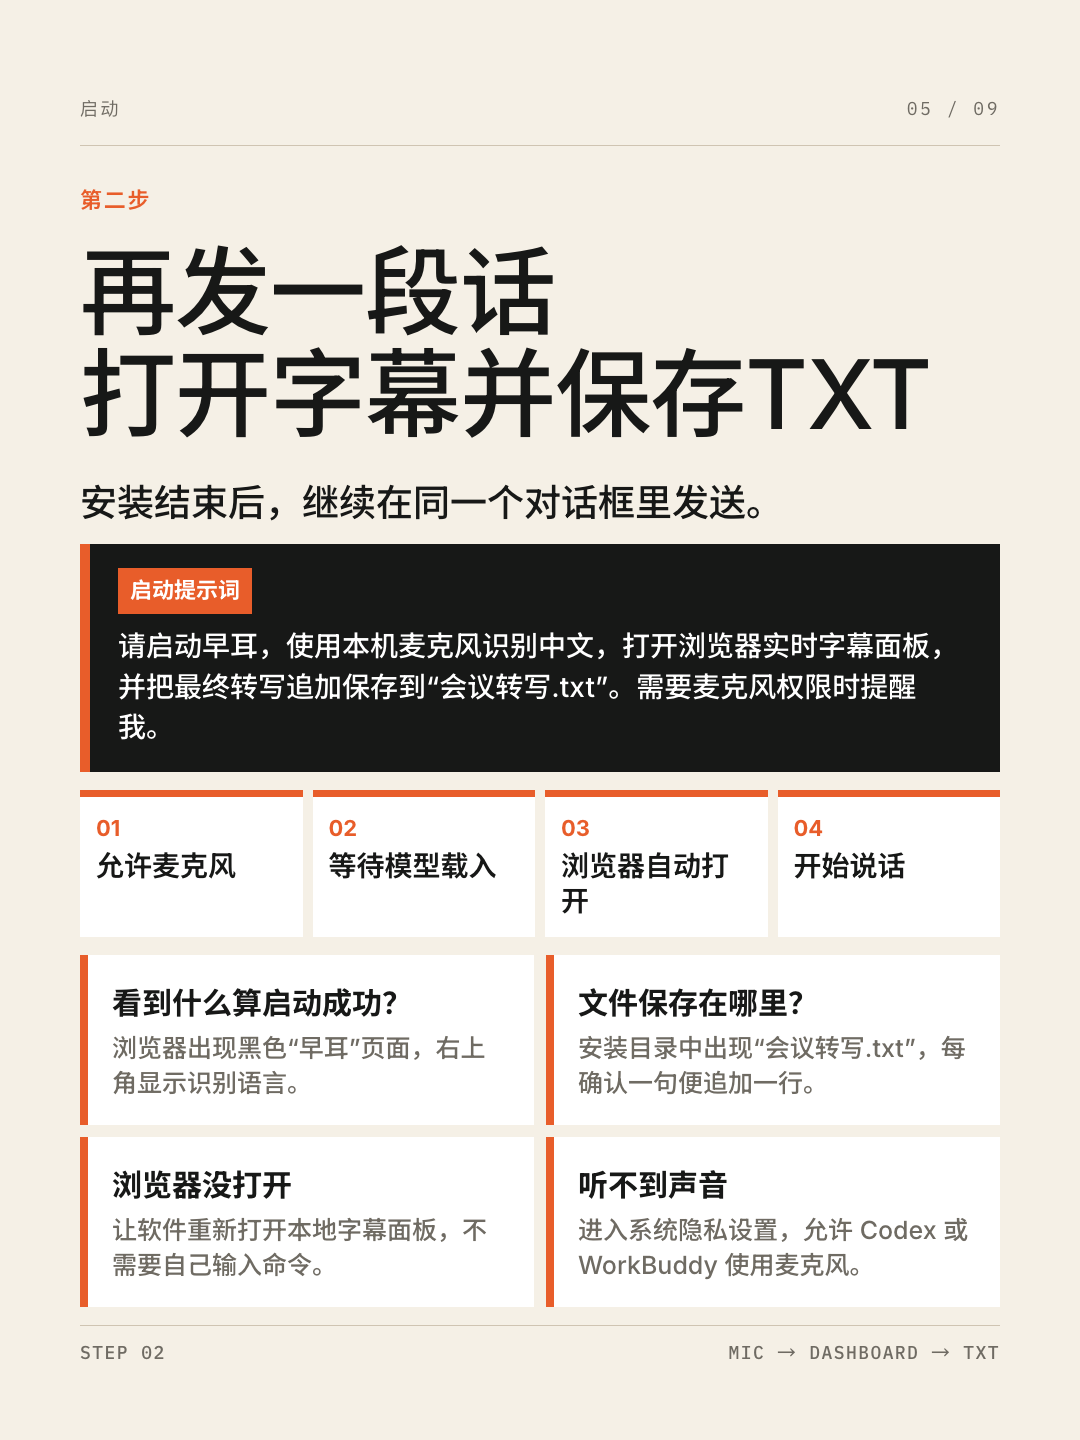 启动
05 / 09
第二步
再发一段话
打开字幕并保存TXT
安装结束后，继续在同一个对话框里发送。
启动提示词
请启动早耳，使用本机麦克风识别中文，打开浏览器实时字幕面板，
并把最终转写追加保存到“会议转写.txt”。需要麦克风权限时提醒
我。
01
允许麦克风
02
等待模型载入
03
浏览器自动打
开
04
开始说话
看到什么算启动成功？
浏览器出现黑色“早耳”页面，右上
角显示识别语言。
文件保存在哪里？
安装目录中出现“会议转写.txt”，每
确认一句便追加一行。
浏览器没打开
让软件重新打开本地字幕面板，不
需要自己输入命令。
听不到声音
进入系统隐私设置，允许 Codex 或
WorkBuddy 使用麦克风。
STEP 02
MIC → DASHBOARD → TXT